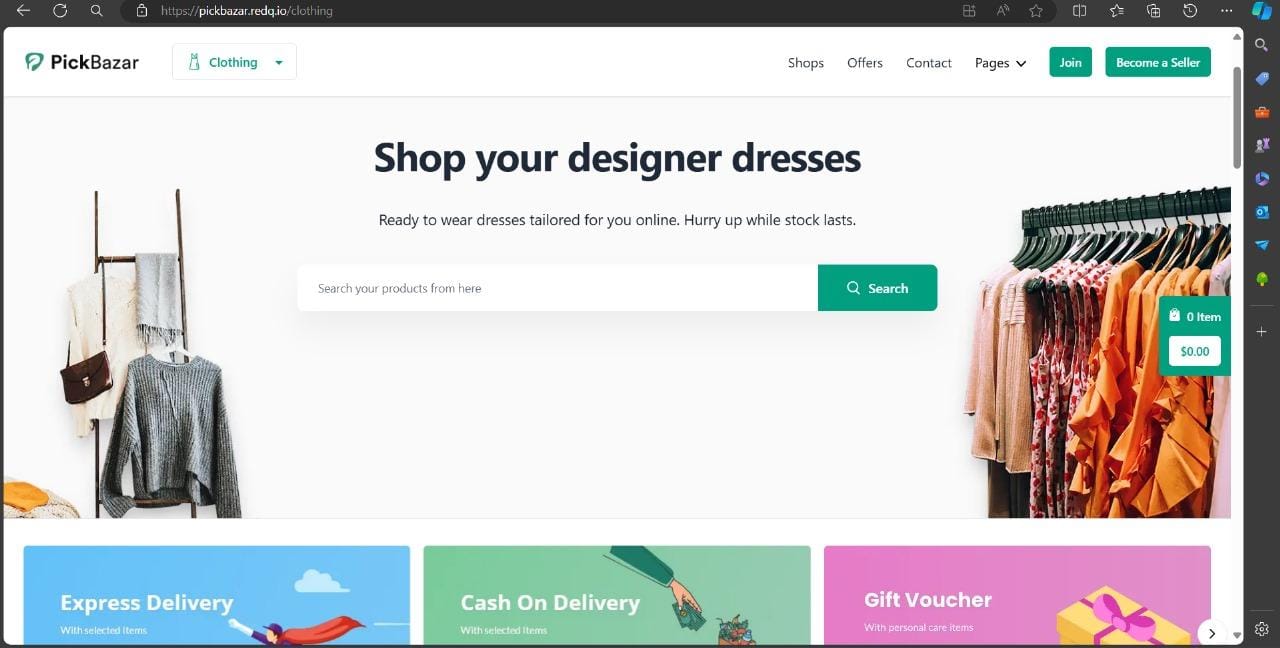 https://pickbazar.redq.io/clothing
PickBazar
Clothing
Shops
Offers
Contact
Pages
Join
Become a Seller
Shop your designer dresses
Ready to wear dresses tailored for you online. Hurry up while stock lasts.
Search your products from here
Search
0 Item
$0.00
Express Delivery
With selected Items
Cash On Delivery
With selected Items
Gift Voucher
With personal care items